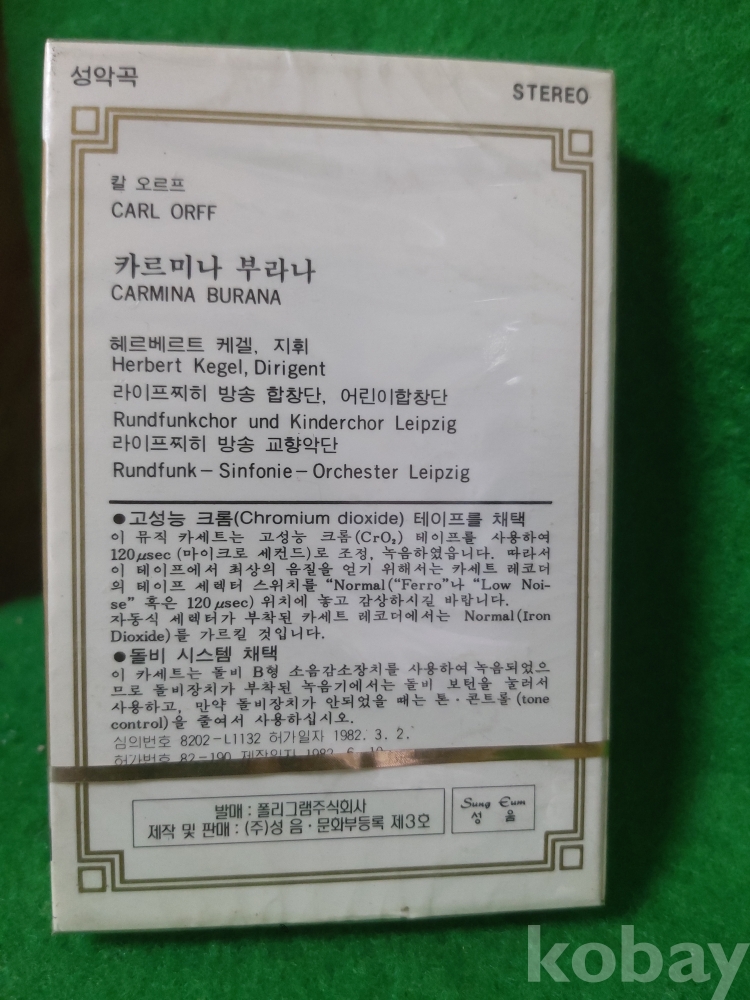 성악곡
STEREO
칼 오르프
CARL ORFF
카르미나 부라나
CARMINA BURANA
헤르베르트 케겔, 지휘
Herbert Kegel, Dirigent
라이프찌히 방송 합창단, 어린이합창단
Rundfunkchor und Kinderchor Leipzig
라이프찌히 방송 교향악단
Rundfunk－Sinfonie－Orchester Leipzig
●고성능 크롬(Chromium dioxide) 테이프를 채택
이 뮤직 카세트는 고성능 크롬(CrO₂) 테이프를 사용하여
120μsec (마이크로 세컨드)로 조정, 녹음하였읍니다. 따라서
이 테이프에서 최상의 음질을 얻기 위해서는 카세트 레코더
의 테이프 세렉터 스위치를 “Normal(“Ferro”나 “Low Noi-
se” 혹은 120μsec) 위치에 놓고 감상하시길 바랍니다.
자동식 세렉터가 부착된 카세트 레코더에서는 Normal(Iron
Dioxide)를 가르킬 것입니다.
●돌비 시스템 채택
이 카세트는 돌비 B형 소음감소장치를 사용하여 녹음되었으
므로 돌비장치가 부착된 녹음기에서는 돌비 보턴을 눌러서
사용하고, 만약 돌비장치가 안되었을 때는 톤·콘트롤(tone
control)을 줄여서 사용하십시오.
심의번호 8202-L1132 허가일자 1982. 3. 2.
허가번호 82-190 제작일자 1982. 6. 10
발매 : 폴리그램주식회사
제작 및 판매 : (주)성 음·문화부등록 제3호
Sung Eum
성 음
kobay